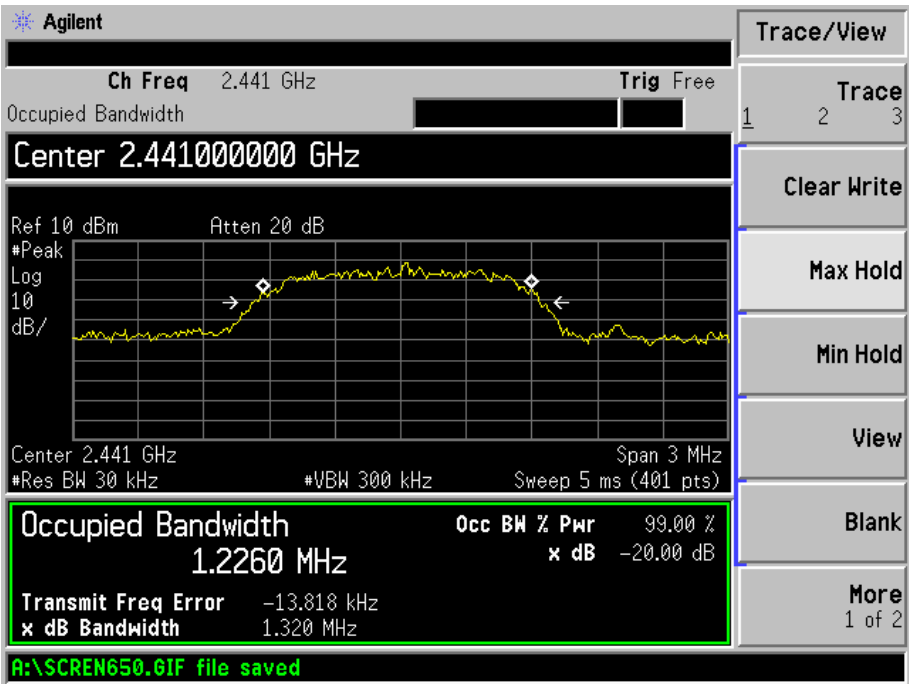 Agilent
Trace/View
Ch Freq 2.441 GHz Trig Free
Occupied Bandwidth
Trace
1 2 3
Center 2.441000000 GHz
Clear Write
Ref 10 dBm Atten 20 dB
#Peak
Log
10
dB/
Max Hold
Min Hold
View
Center 2.441 GHz Span 3 MHz
#Res BW 30 kHz #VBW 300 kHz Sweep 5 ms (401 pts)
Blank
Occupied Bandwidth Occ BW % Pwr 99.00 %
1.2260 MHz x dB -20.00 dB
Transmit Freq Error -13.818 kHz
x dB Bandwidth 1.320 MHz
More
1 of 2
A:\SCREN650.GIF file saved